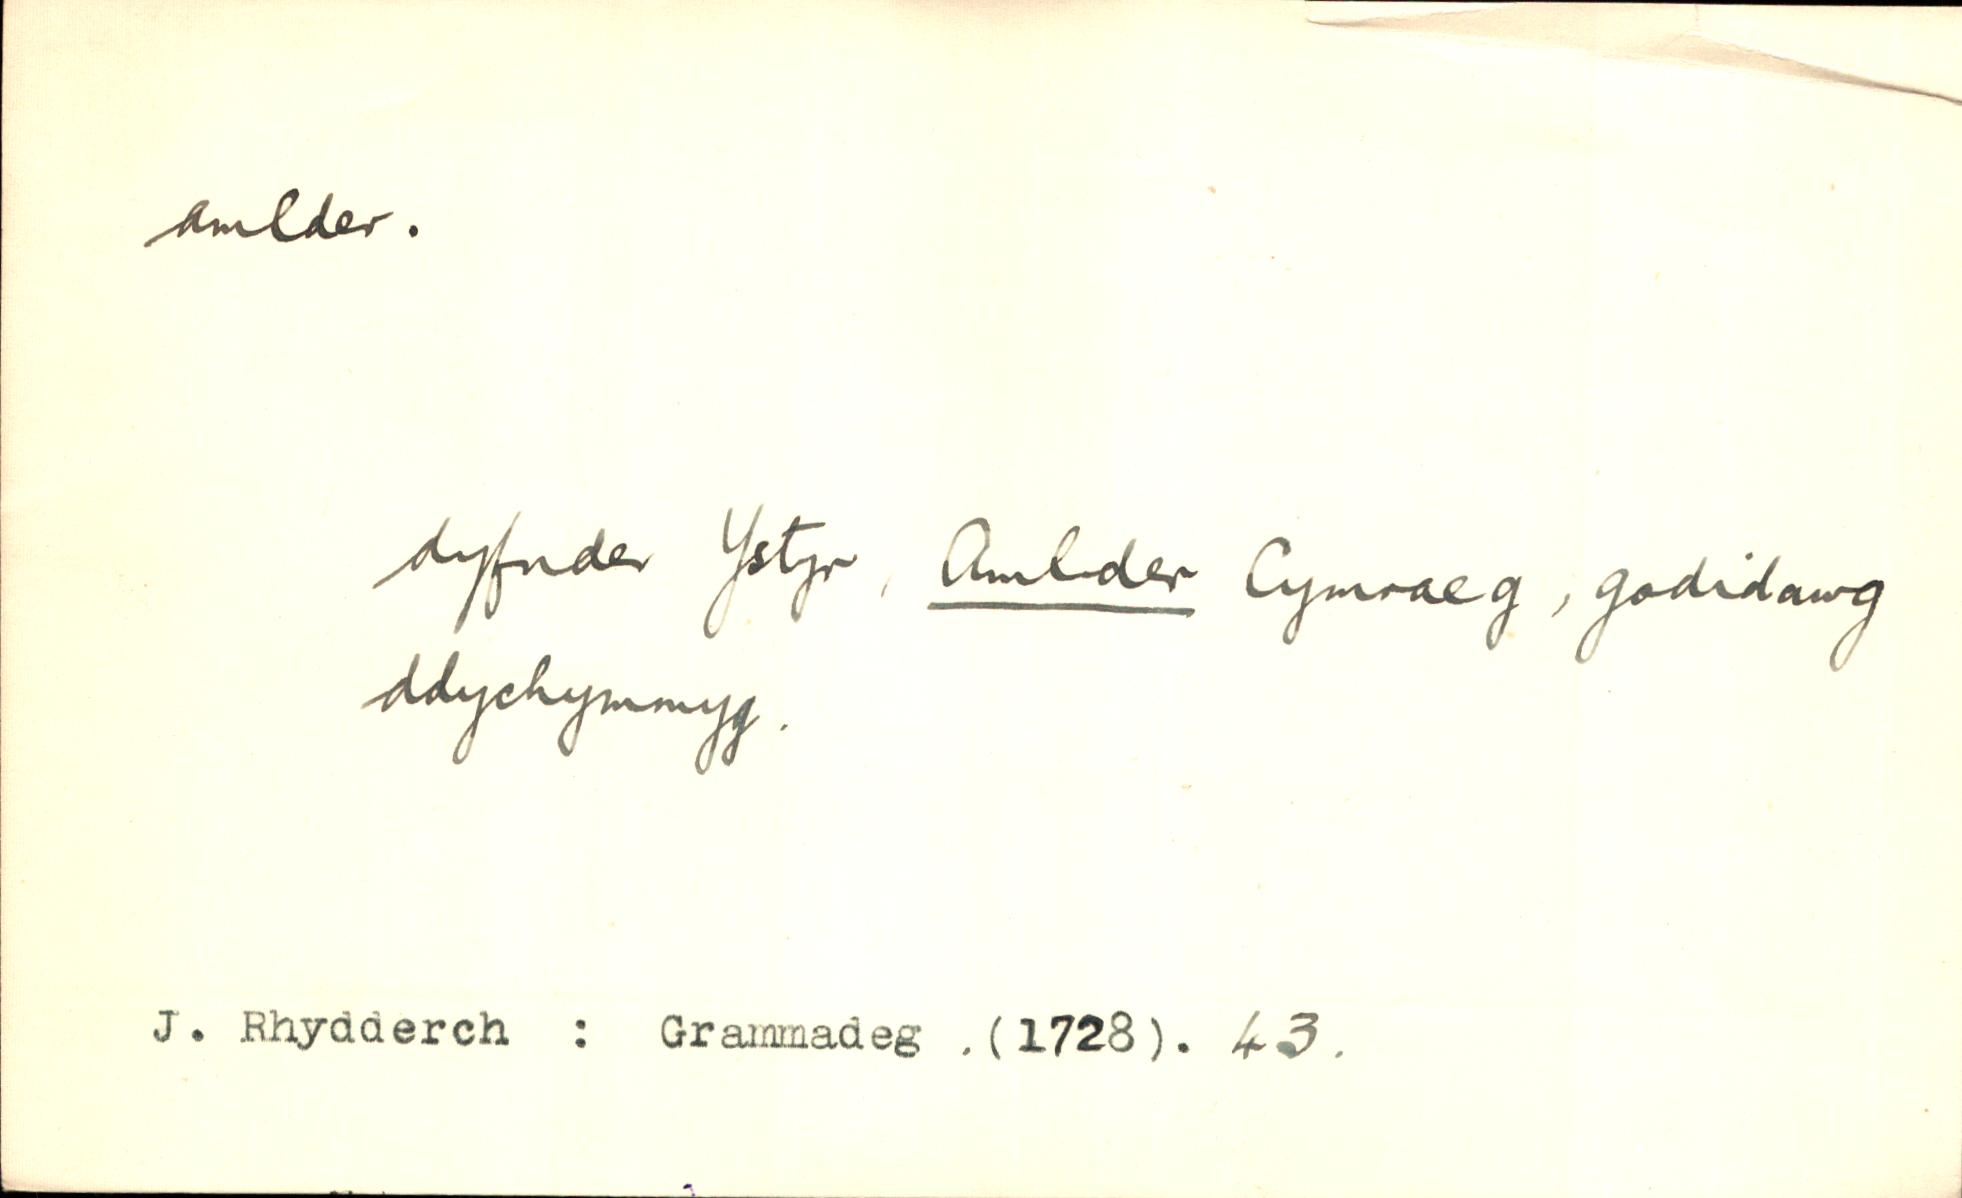 amlder.
dyfnder Ystyr, Amlder Cymraeg, godidawg
ddychymmyg.
J. Rhydderch : Grammadeg .(1728). 43.